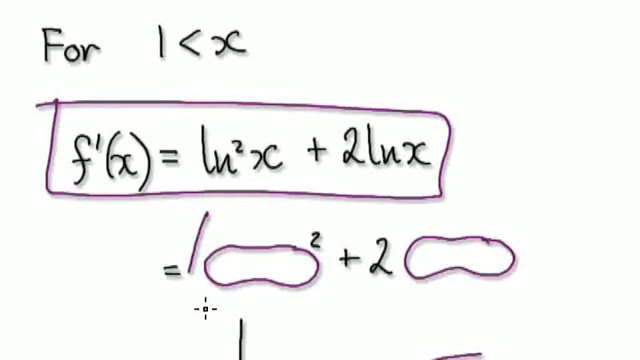 For 1 < x
f'(x) = ln²x + 2lnx
= ² + 2